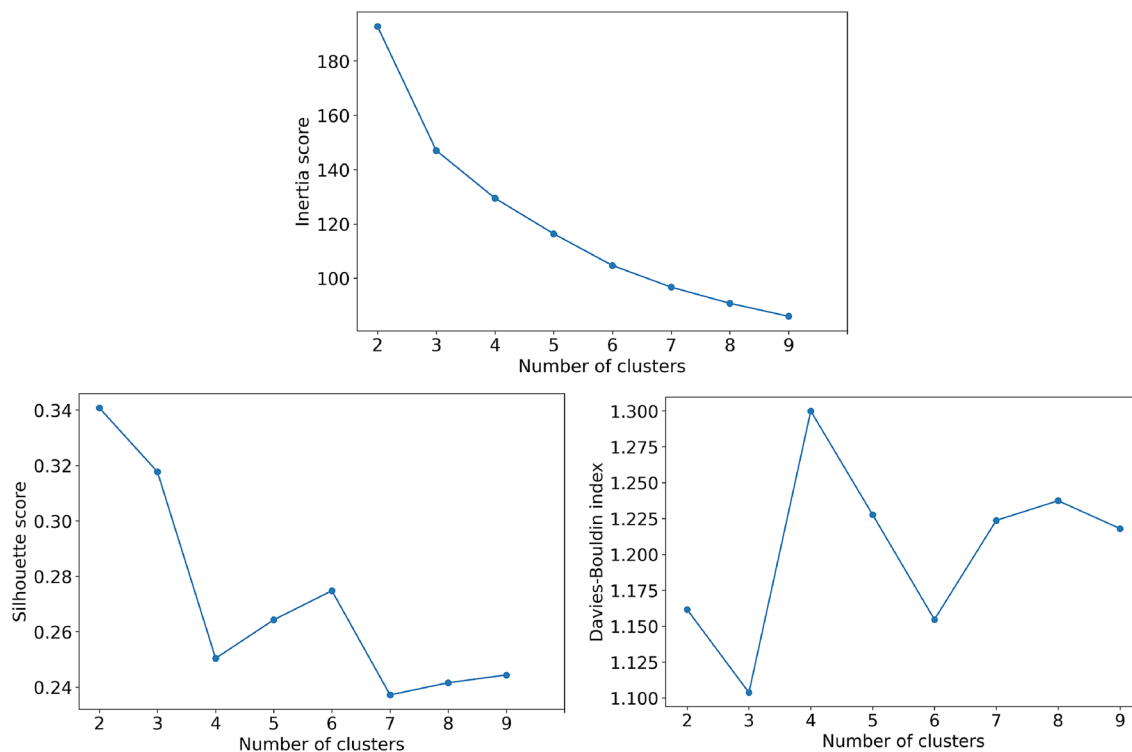 Inertia score
180
160
140
120
100
2 3 4 5 6 7 8 9
Number of clusters
Silhouette score
0.34
0.32
0.30
0.28
0.26
0.24
2 3 4 5 6 7 8 9
Number of clusters
Davies-Bouldin index
1.300
1.275
1.250
1.225
1.200
1.175
1.150
1.125
1.100
2 3 4 5 6 7 8 9
Number of clusters